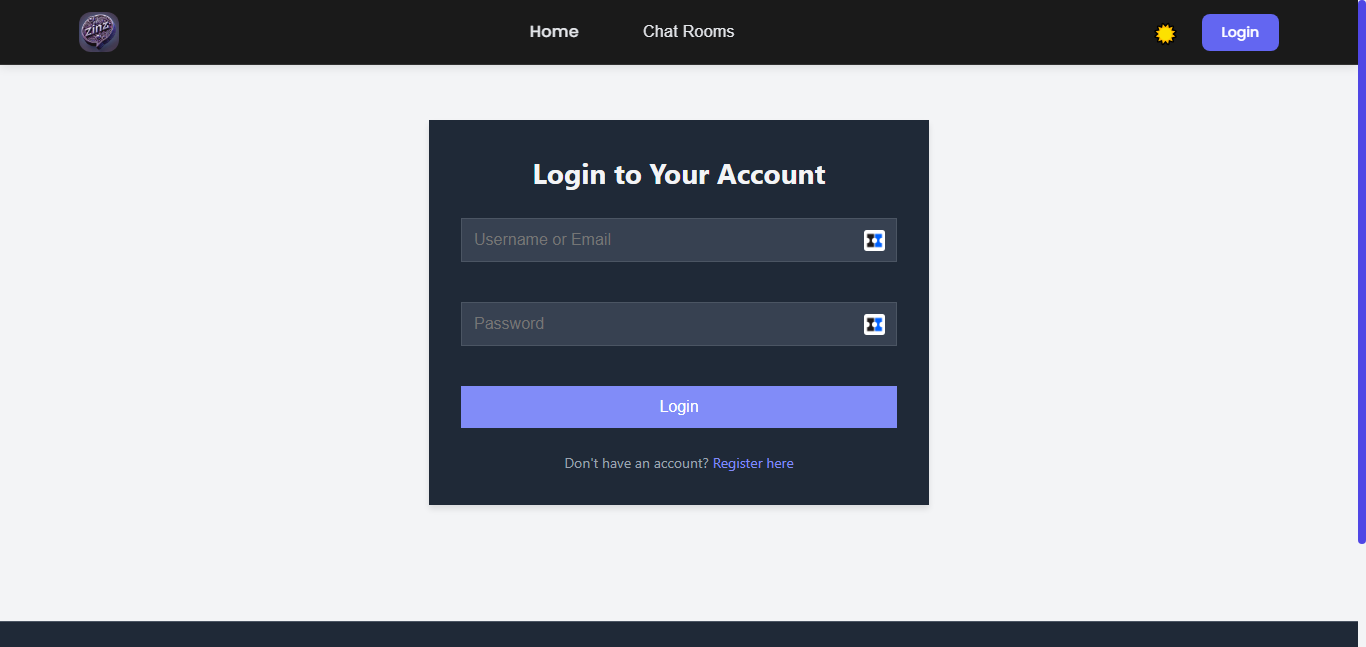 zinz
Home
Chat Rooms
Login
Login to Your Account
Username or Email
Password
Login
Don't have an account? Register here